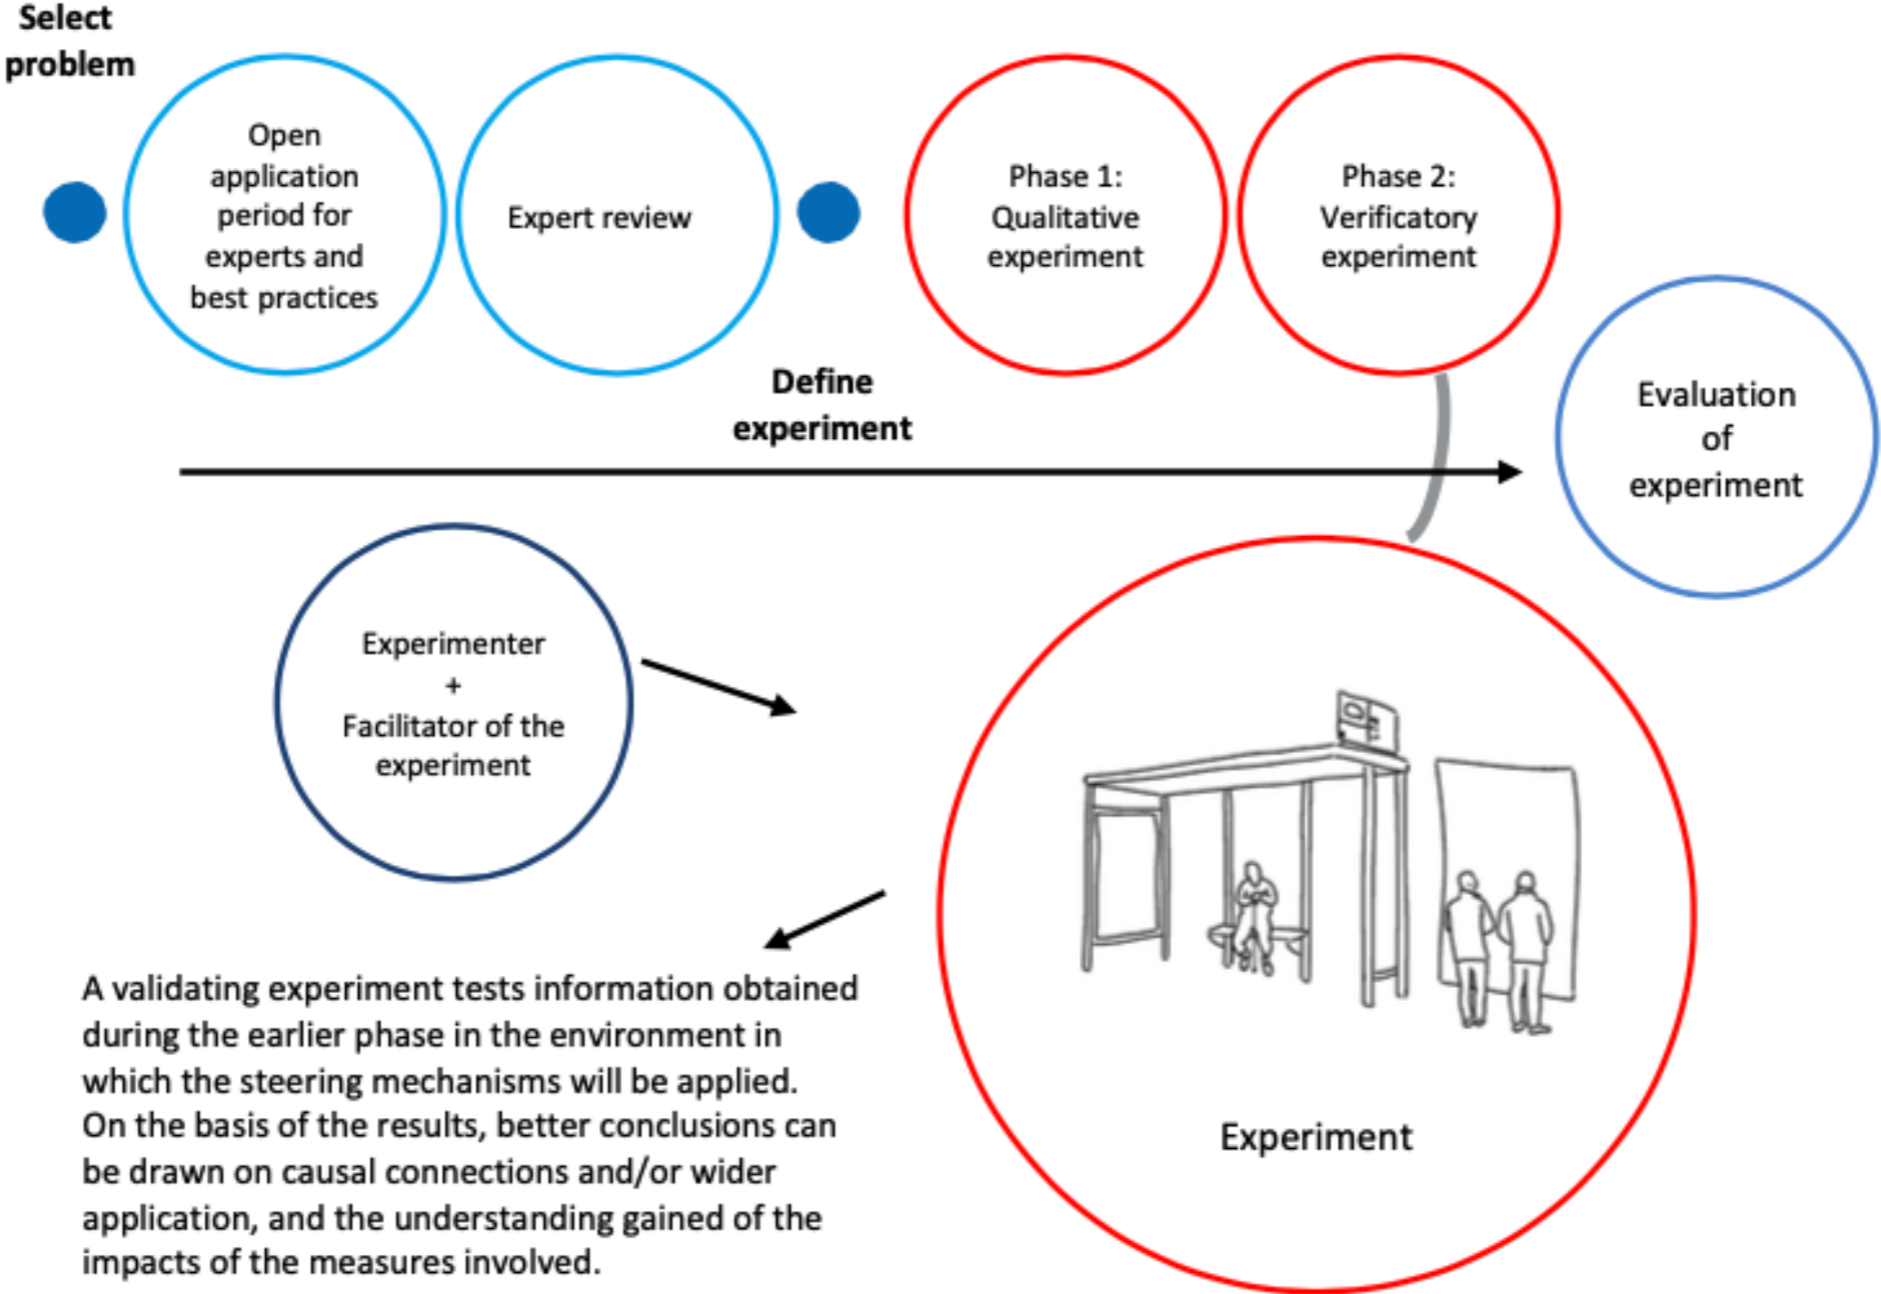 Select
problem
Open
application
period for
experts and
best practices
Expert review
Phase 1:
Qualitative
experiment
Phase 2:
Verificatory
experiment
Define
experiment
Evaluation
of
experiment
Experimenter
+
Facilitator of the
experiment
A validating experiment tests information obtained
during the earlier phase in the environment in
which the steering mechanisms will be applied.
On the basis of the results, better conclusions can
be drawn on causal connections and/or wider
application, and the understanding gained of the
impacts of the measures involved.
Experiment